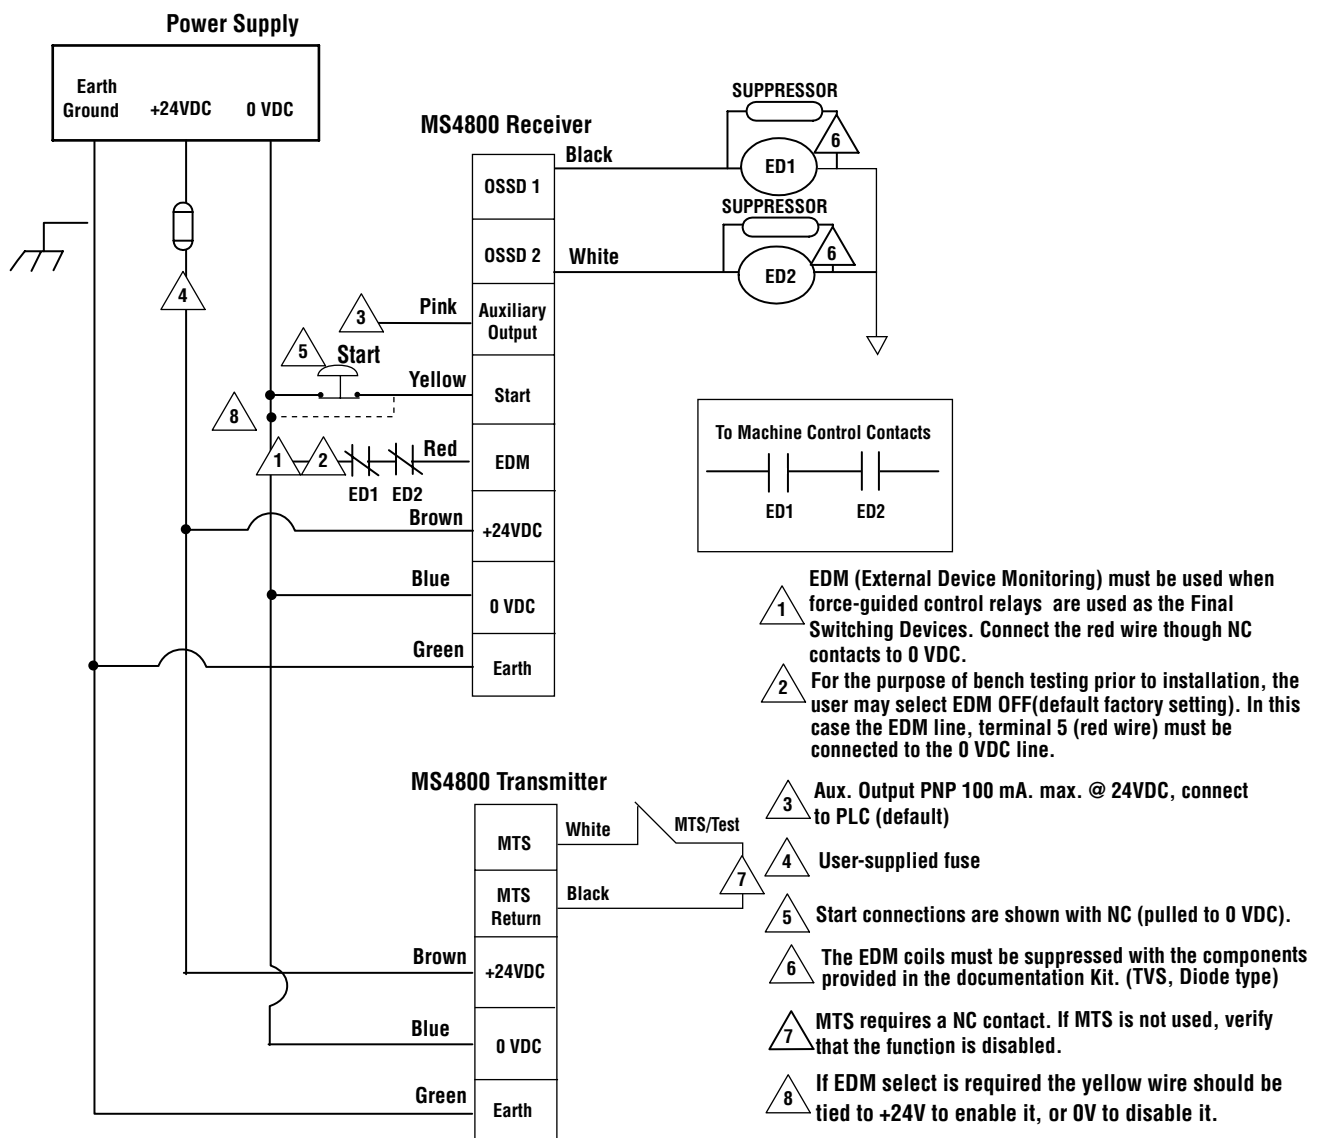 Power Supply
Earth
Ground
+24VDC
0 VDC
MS4800 Receiver
SUPPRESSOR
6
Black
ED1
OSSD 1
SUPPRESSOR
6
OSSD 2
White
ED2
4
Pink
3
Auxiliary
Output
5
Start
Yellow
Start
8
1
2
Red
EDM
ED1
ED2
Brown
+24VDC
Blue
0 VDC
Green
Earth
To Machine Control Contacts
ED1
ED2
MS4800 Transmitter
MTS
White
MTS/Test
7
MTS
Return
Black
Brown
+24VDC
Blue
0 VDC
Green
Earth
1
EDM (External Device Monitoring) must be used when
force-guided control relays are used as the Final
Switching Devices. Connect the red wire though NC
contacts to 0 VDC.
2
For the purpose of bench testing prior to installation, the
user may select EDM OFF(default factory setting). In this
case the EDM line, terminal 5 (red wire) must be
connected to the 0 VDC line.
3
Aux. Output PNP 100 mA. max. @ 24VDC, connect
to PLC (default)
4
User-supplied fuse
5
Start connections are shown with NC (pulled to 0 VDC).
6
The EDM coils must be suppressed with the components
provided in the documentation Kit. (TVS, Diode type)
7
MTS requires a NC contact. If MTS is not used, verify
that the function is disabled.
8
If EDM select is required the yellow wire should be
tied to +24V to enable it, or 0V to disable it.